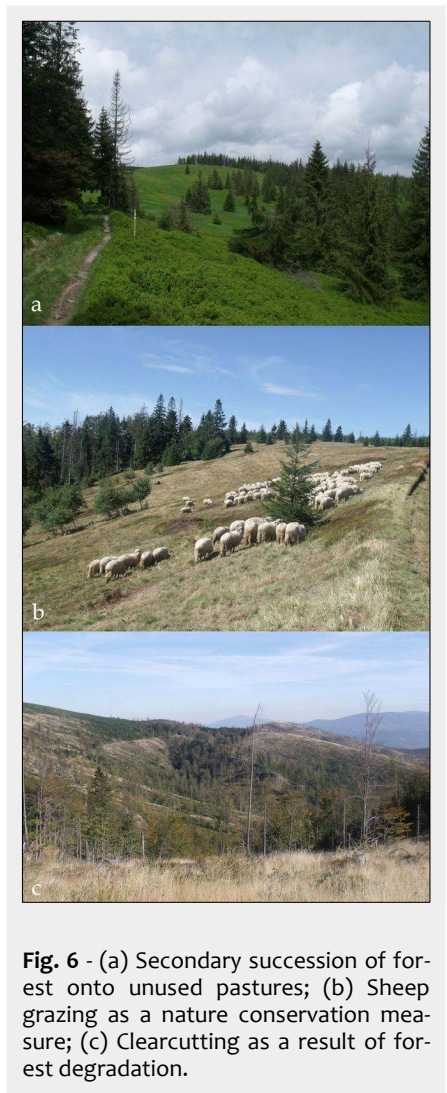 a
b
c
Fig. 6 - (a) Secondary succession of for-
est onto unused pastures; (b) Sheep
grazing as a nature conservation mea-
sure; (c) Clearcutting as a result of for-
est degradation.